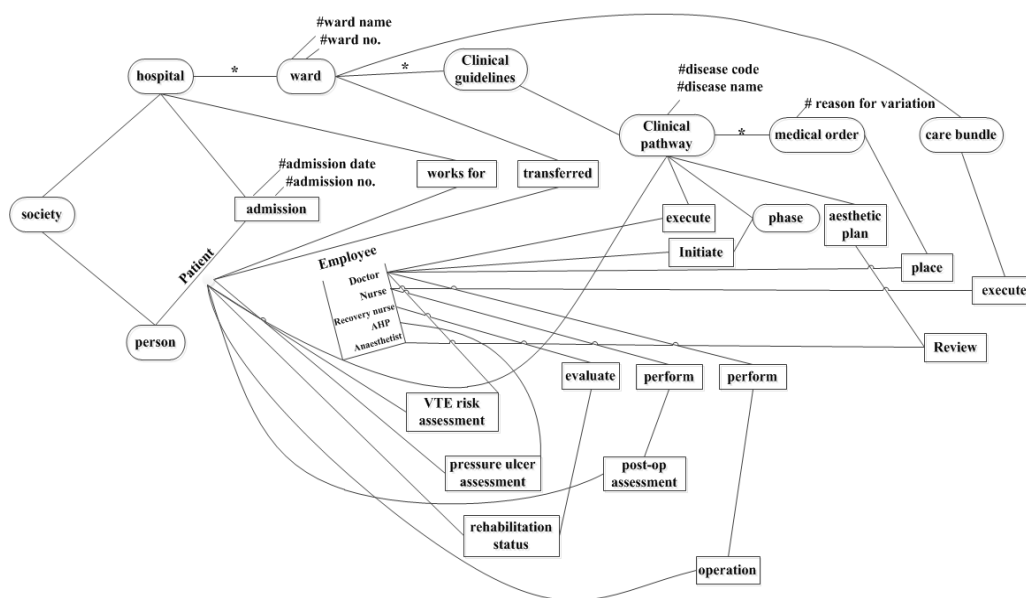 #ward name
#ward no.
*
*
hospital
ward
Clinical
guidelines
#disease code
#disease name
# reason for variation
Clinical
pathway
*
medical order
care bundle
#admission date
#admission no.
works for
transferred
society
admission
execute
phase
aesthetic
plan
Patient
Employee
Doctor
Nurse
Recovery nurse
AHP
Anaesthetist
Initiate
place
execute
person
Review
evaluate
perform
perform
VTE risk
assessment
pressure ulcer
assessment
post-op
assessment
rehabilitation
status
operation